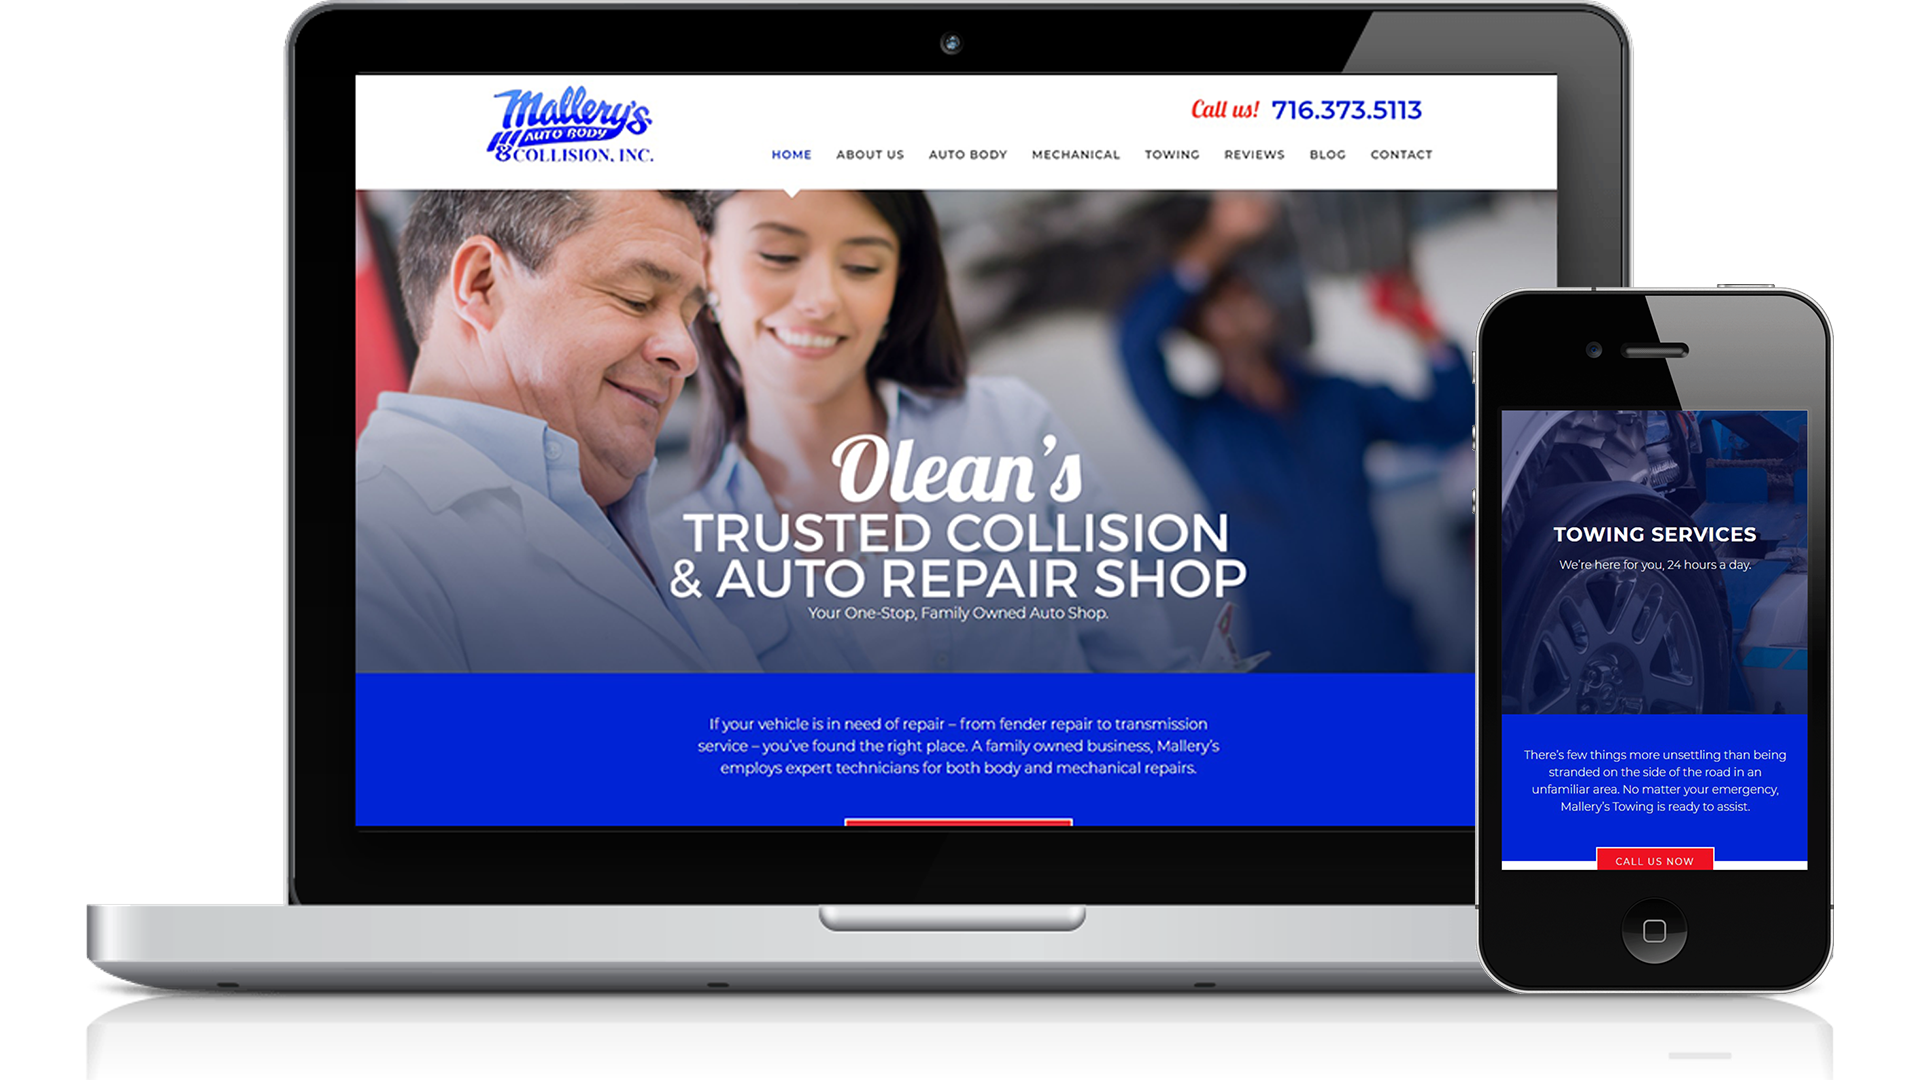 Mallery's
AUTO BODY
& COLLISION, INC.
Call us! 716.373.5113
HOME ABOUT US AUTO BODY MECHANICAL TOWING REVIEWS BLOG CONTACT
Olean's
TRUSTED COLLISION
& AUTO REPAIR SHOP
Your One-Stop, Family Owned Auto Shop.
If your vehicle is in need of repair – from fender repair to transmission
service – you've found the right place. A family owned business, Mallery's
employs expert technicians for both body and mechanical repairs.
TOWING SERVICES
We're here for you, 24 hours a day.
There's few things more unsettling than being
stranded on the side of the road in an
unfamiliar area. No matter your emergency,
Mallery's Towing is ready to assist.
CALL US NOW